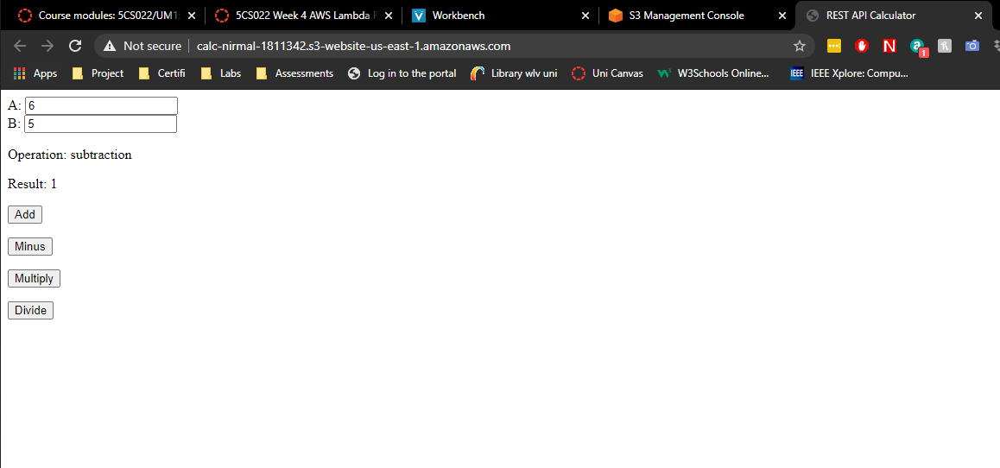 Course modules: 5CS022/UM1
5CS022 Week 4 AWS Lambda R
Workbench
S3 Management Console
REST API Calculator
Not secure
calc-nirmal-1811342.s3-website-us-east-1.amazonaws.com
Apps
Project
Certifi
Labs
Assessments
Log in to the portal
Library wlv uni
Uni Canvas
W3Schools Online...
IEEE
IEEE Xplore: Compu...
1
A: 6
B: 5
Operation: subtraction
Result: 1
Add
Minus
Multiply
Divide